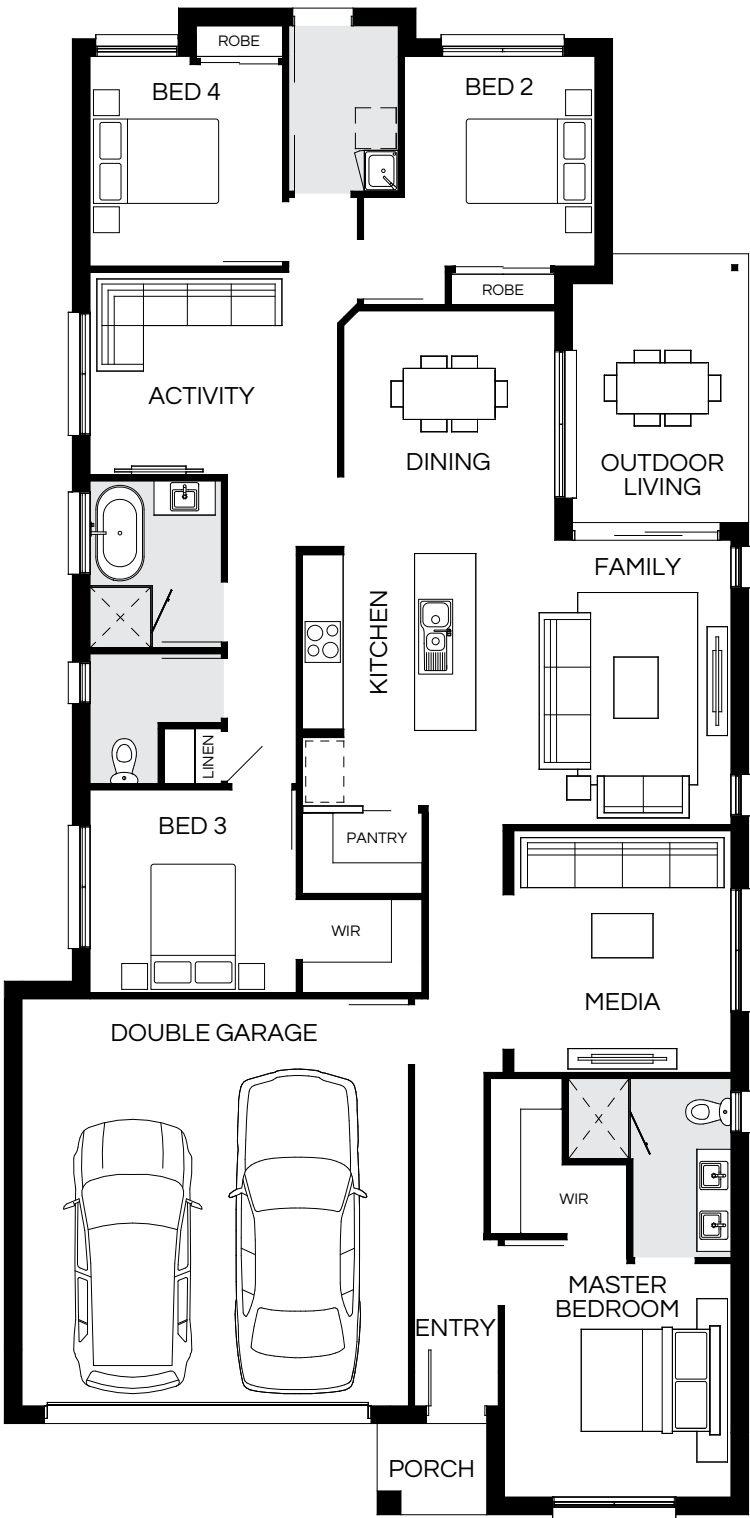 ROBE
BED 4
BED 2
ROBE
ACTIVITY
DINING
OUTDOOR
LIVING
FAMILY
KITCHEN
LINEN
BED 3
PANTRY
WIR
MEDIA
DOUBLE GARAGE
WIR
MASTER
BEDROOM
ENTRY
PORCH